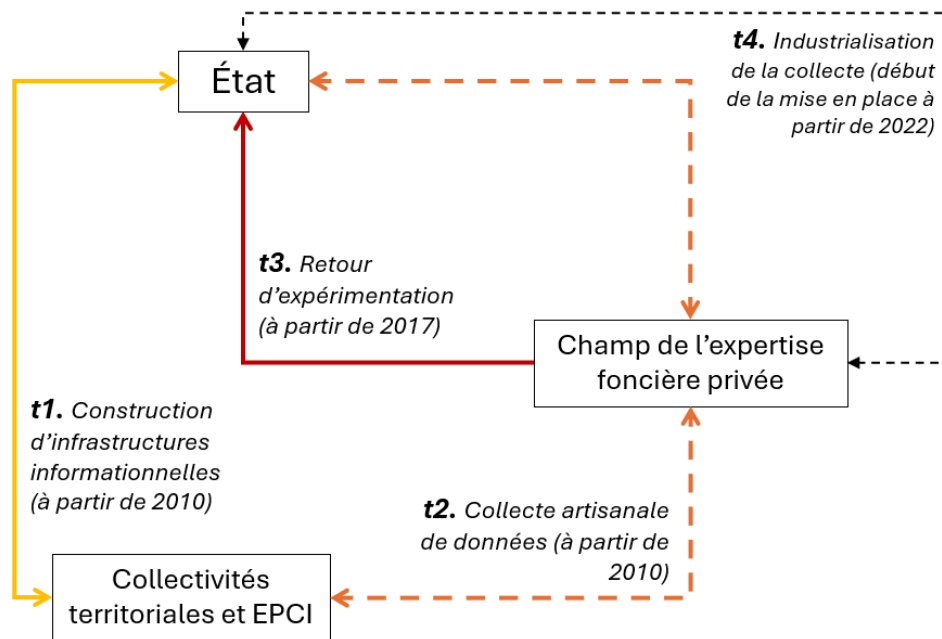 État
t4. Industrialisation
de la collecte (début
de la mise en place à
partir de 2022)
t3. Retour
d’expérimentation
(à partir de 2017)
Champ de l’expertise
foncière privée
t1. Construction
d’infrastructures
informationnelles
(à partir de 2010)
t2. Collecte artisanale
de données (à partir de
2010)
Collectivités
territoriales et EPCI